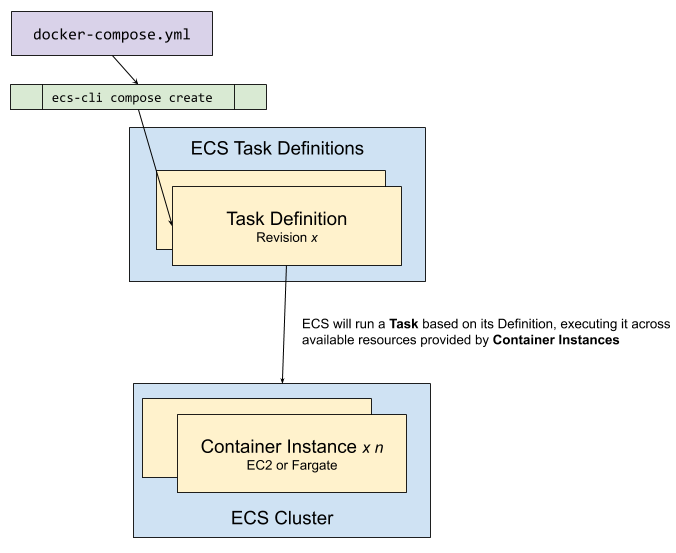 docker-compose.yml
ecs-cli compose create
ECS Task Definitions
Task Definition
Revision x
ECS will run a Task based on its Definition, executing it across
available resources provided by Container Instances
Container Instance x n
EC2 or Fargate
ECS Cluster